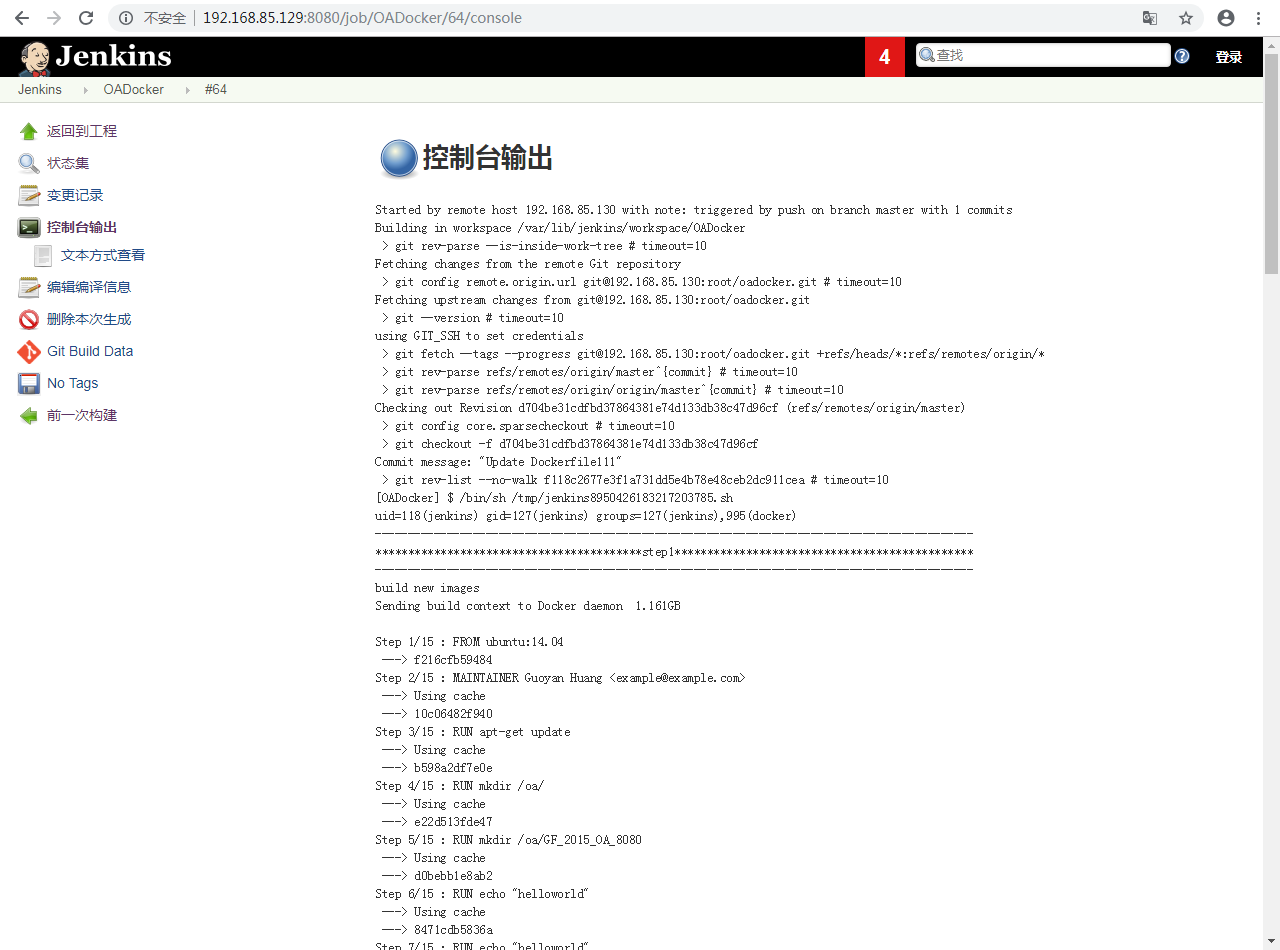 不安全 192.168.85.129:8080/job/OADocker/64/console
Jenkins
4
查找
登录
Jenkins OADocker #64
返回到工程
状态集
变更记录
控制台输出
文本方式查看
编辑编译信息
删除本次生成
Git Build Data
No Tags
前一次构建
控制台输出
Started by remote host 192.168.85.130 with note: triggered by push on branch master with 1 commits
Building in workspace /var/lib/jenkins/workspace/OADocker
> git rev-parse --is-inside-work-tree # timeout=10
Fetching changes from the remote Git repository
> git config remote.origin.url git@192.168.85.130:root/oadocker.git # timeout=10
Fetching upstream changes from git@192.168.85.130:root/oadocker.git
> git --version # timeout=10
using GIT_SSH to set credentials
> git fetch --tags --progress git@192.168.85.130:root/oadocker.git +refs/heads/*:refs/remotes/origin/*
> git rev-parse refs/remotes/origin/master^{commit} # timeout=10
> git rev-parse refs/remotes/origin/origin/master^{commit} # timeout=10
Checking out Revision d704be31cdfbd37864381e74d133db38c47d96cf (refs/remotes/origin/master)
> git config core.sparsecheckout # timeout=10
> git checkout -f d704be31cdfbd37864381e74d133db38c47d96cf
Commit message: "Update Dockerfile111"
> git rev-list --no-walk f118c2677e3f1a731dd5e4b78e48ceb2dc911cea # timeout=10
[OADocker] $ /bin/sh /tmp/jenkins8950426183217203785.sh
uid=118(jenkins) gid=127(jenkins) groups=127(jenkins),995(docker)
--------------------------------------------------------------------------------------------
*****************************************step1**********************************************
--------------------------------------------------------------------------------------------
build new images
Sending build context to Docker daemon 1.161GB
Step 1/15 : FROM ubuntu:14.04
---> f216cfb59484
Step 2/15 : MAINTAINER Guoyan Huang <example@example.com>
---> Using cache
---> 10c06482f940
Step 3/15 : RUN apt-get update
---> Using cache
---> b598a2df7e0e
Step 4/15 : RUN mkdir /oa/
---> Using cache
---> e22d513fde47
Step 5/15 : RUN mkdir /oa/GF_2015_OA_8080
---> Using cache
---> d0bebb1e8ab2
Step 6/15 : RUN echo "helloworld"
---> Using cache
---> 8471cdb5836a
Step 7/15 : RUN echo "helloworld"